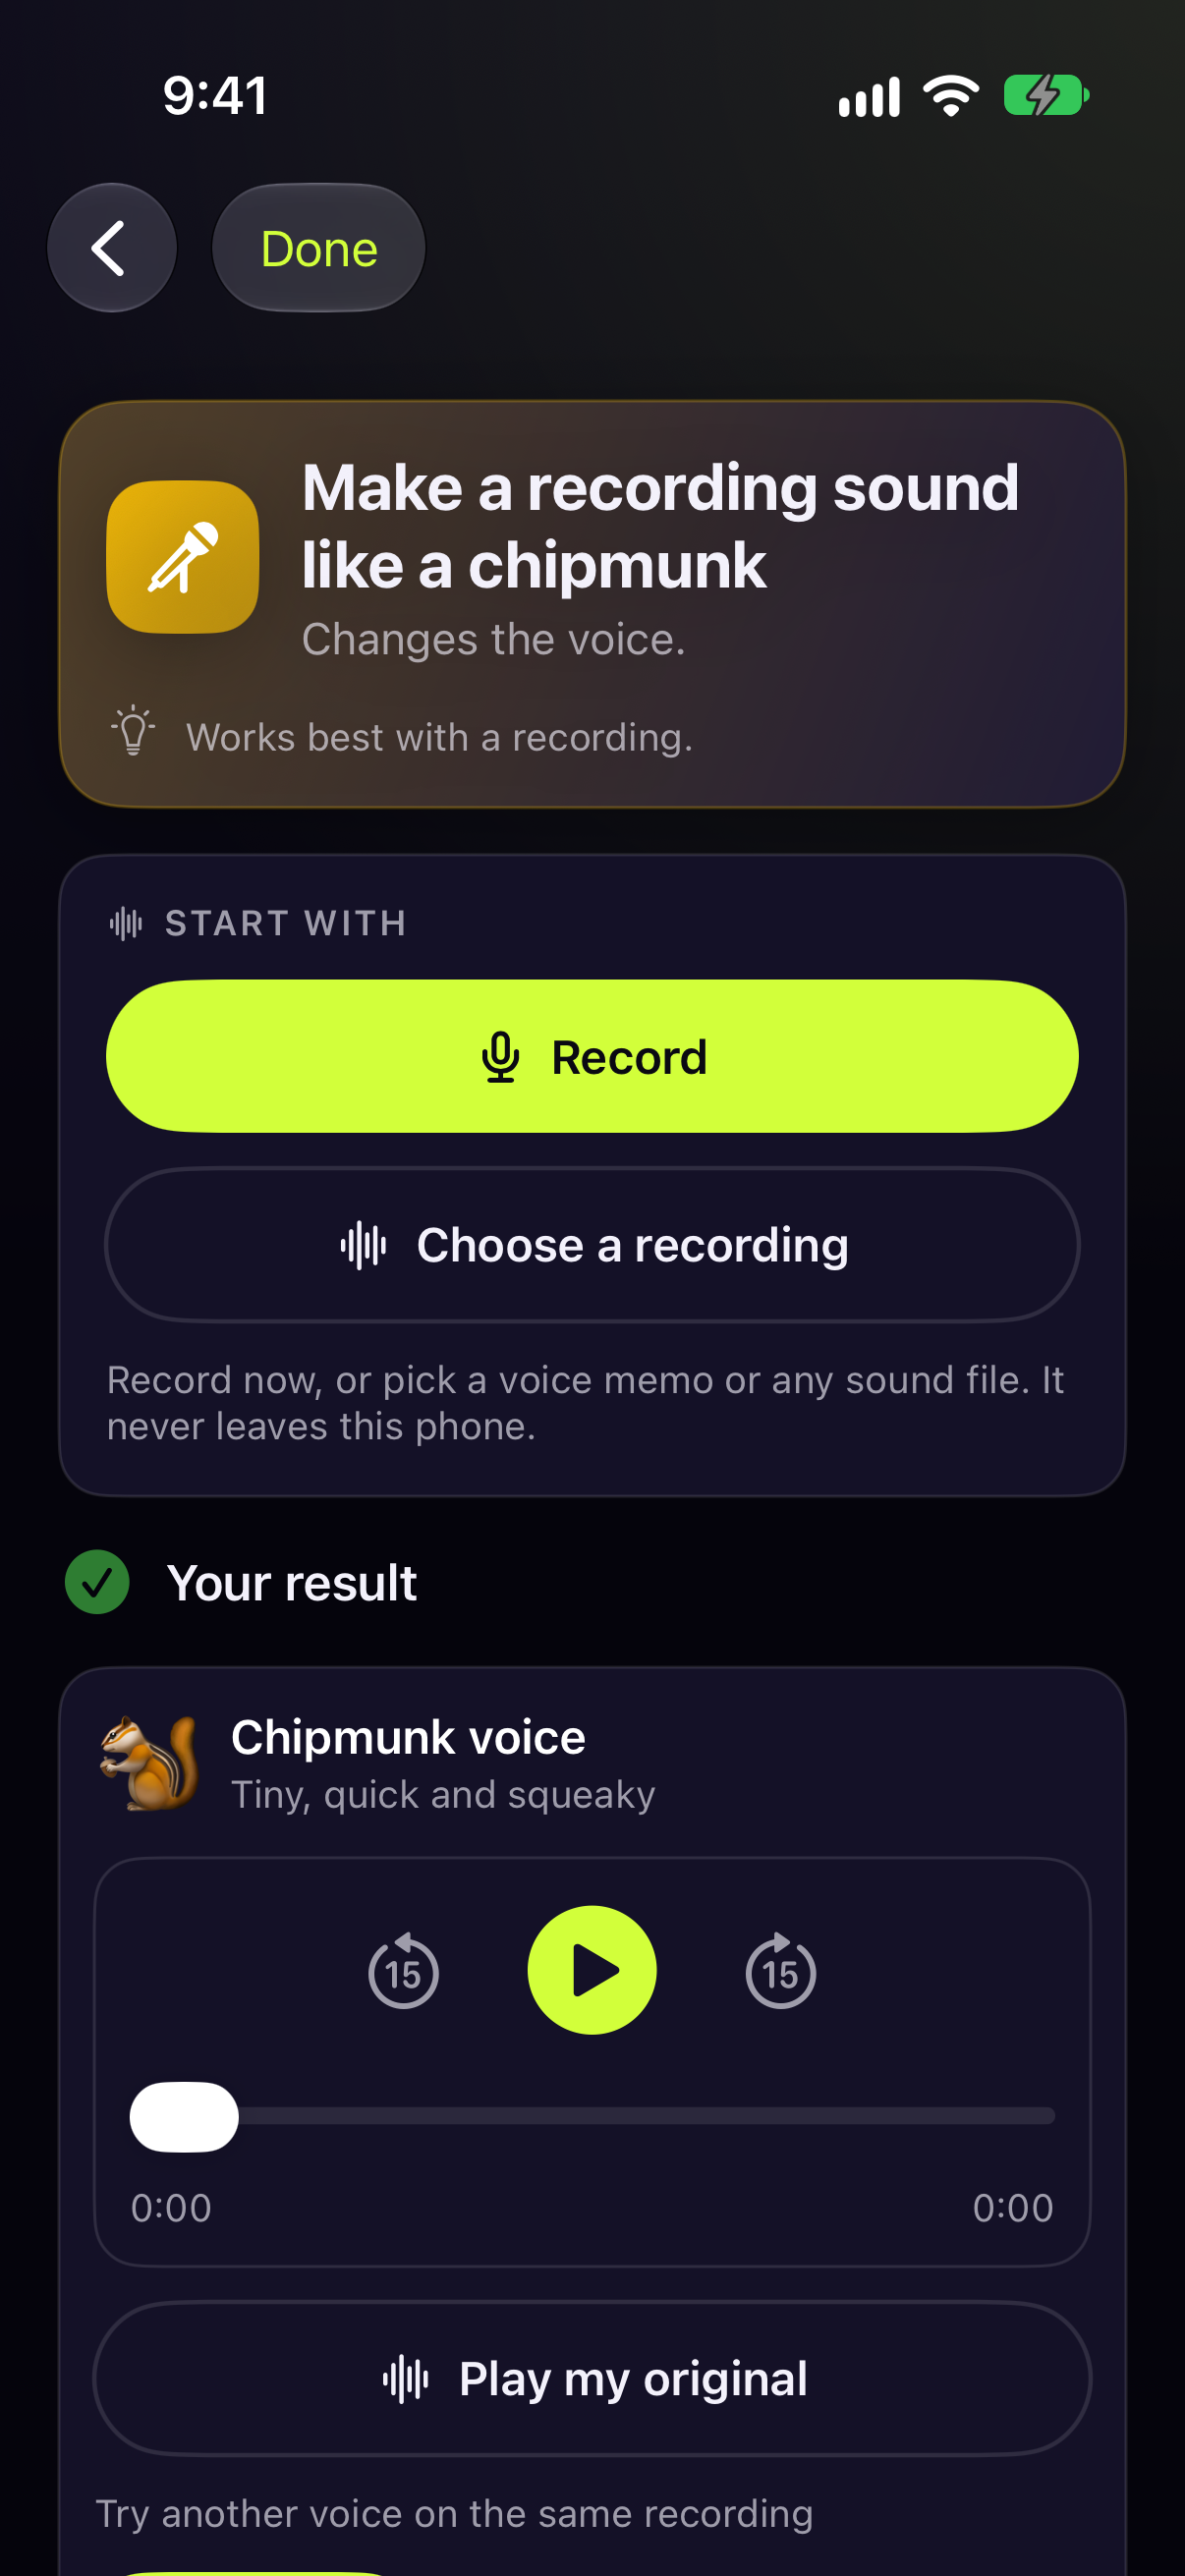 9:41
Done
Make a recording sound
like a chipmunk
Changes the voice.
Works best with a recording.
START WITH
Record
Choose a recording
Record now, or pick a voice memo or any sound file. It
never leaves this phone.
Your result
Chipmunk voice
Tiny, quick and squeaky
15
15
0:00
0:00
Play my original
Try another voice on the same recording